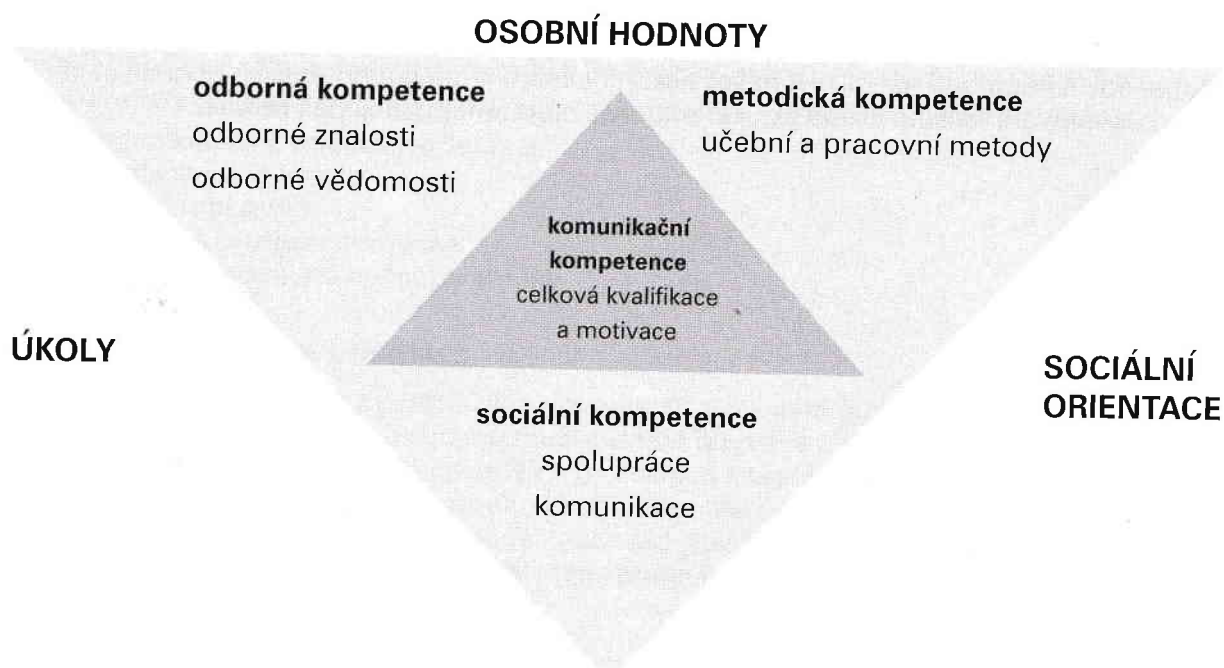 OSOBNÍ HODNOTY
odborná kompetence
odborné znalosti
odborné vědomosti
metodická kompetence
učební a pracovní metody
komunikační
kompetence
celková kvalifikace
a motivace
ÚKOLY
SOCIÁLNÍ
ORIENTACE
sociální kompetence
spolupráce
komunikace